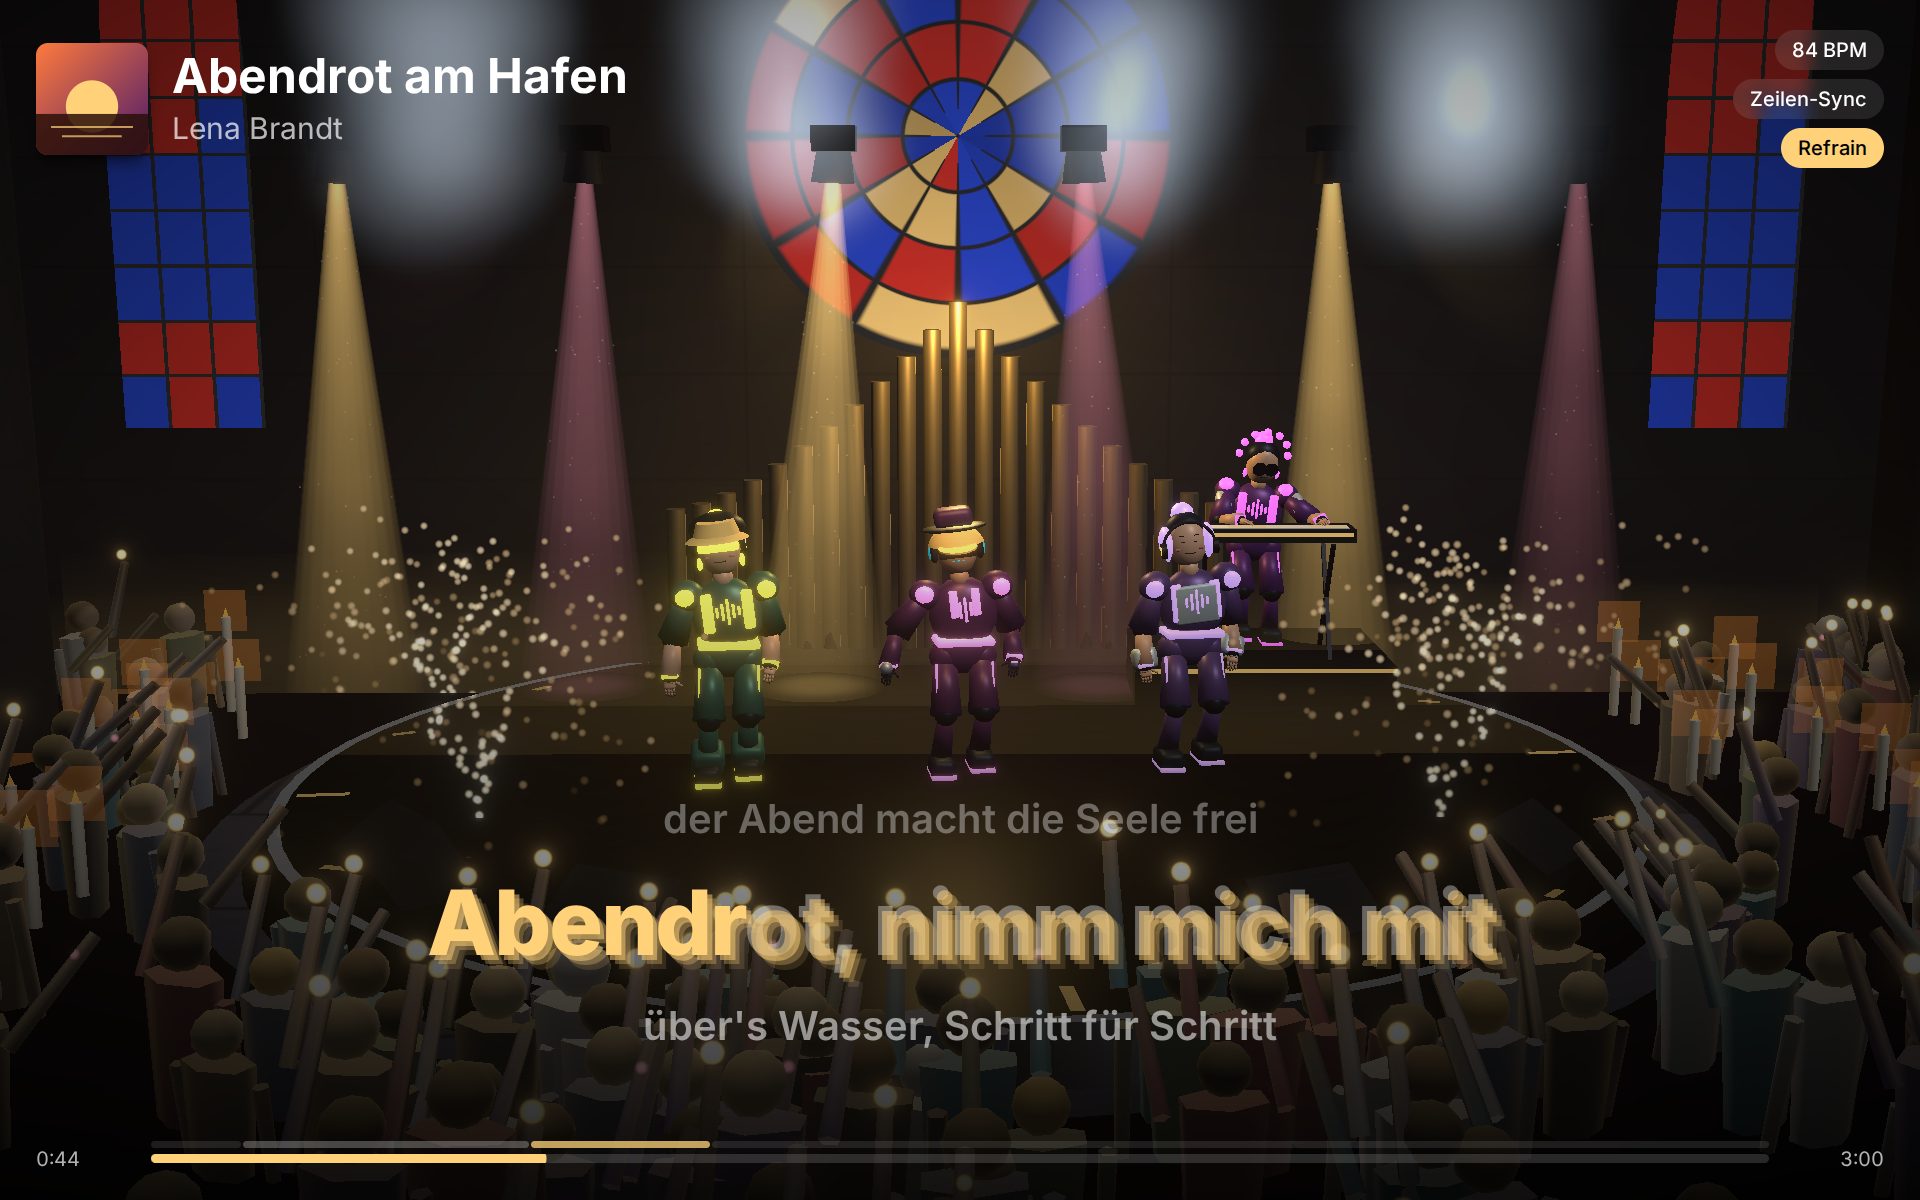 Abendrot am Hafen
Lena Brandt
84 BPM
Zeilen-Sync
Refrain
der Abend macht die Seele frei
Abendrot, nimm mich mit
über's Wasser, Schritt für Schritt
0:44
3:00